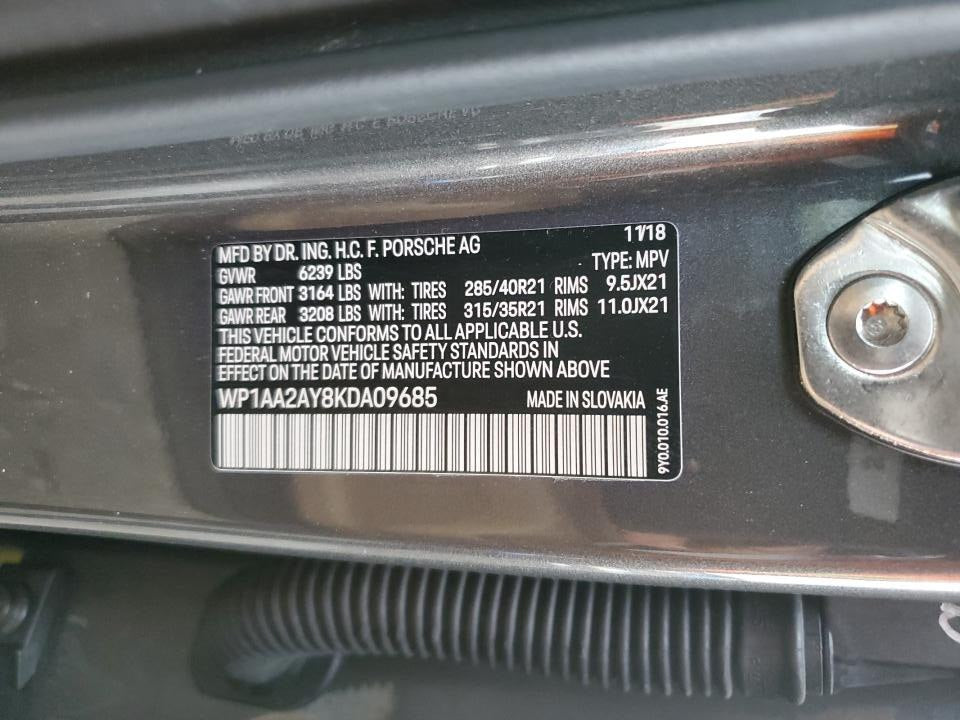 MFD BY DR. ING. H.C. F. PORSCHE AG 11/18
GVWR 6239 LBS TYPE: MPV
GAWR FRONT 3164 LBS WITH: TIRES 285/40R21 RIMS 9.5JX21
GAWR REAR 3208 LBS WITH: TIRES 315/35R21 RIMS 11.0JX21
THIS VEHICLE CONFORMS TO ALL APPLICABLE U.S.
FEDERAL MOTOR VEHICLE SAFETY STANDARDS IN
EFFECT ON THE DATE OF MANUFACTURE SHOWN ABOVE
WP1AA2AY8KDA09685 MADE IN SLOVAKIA
9Y0.010.016.AE